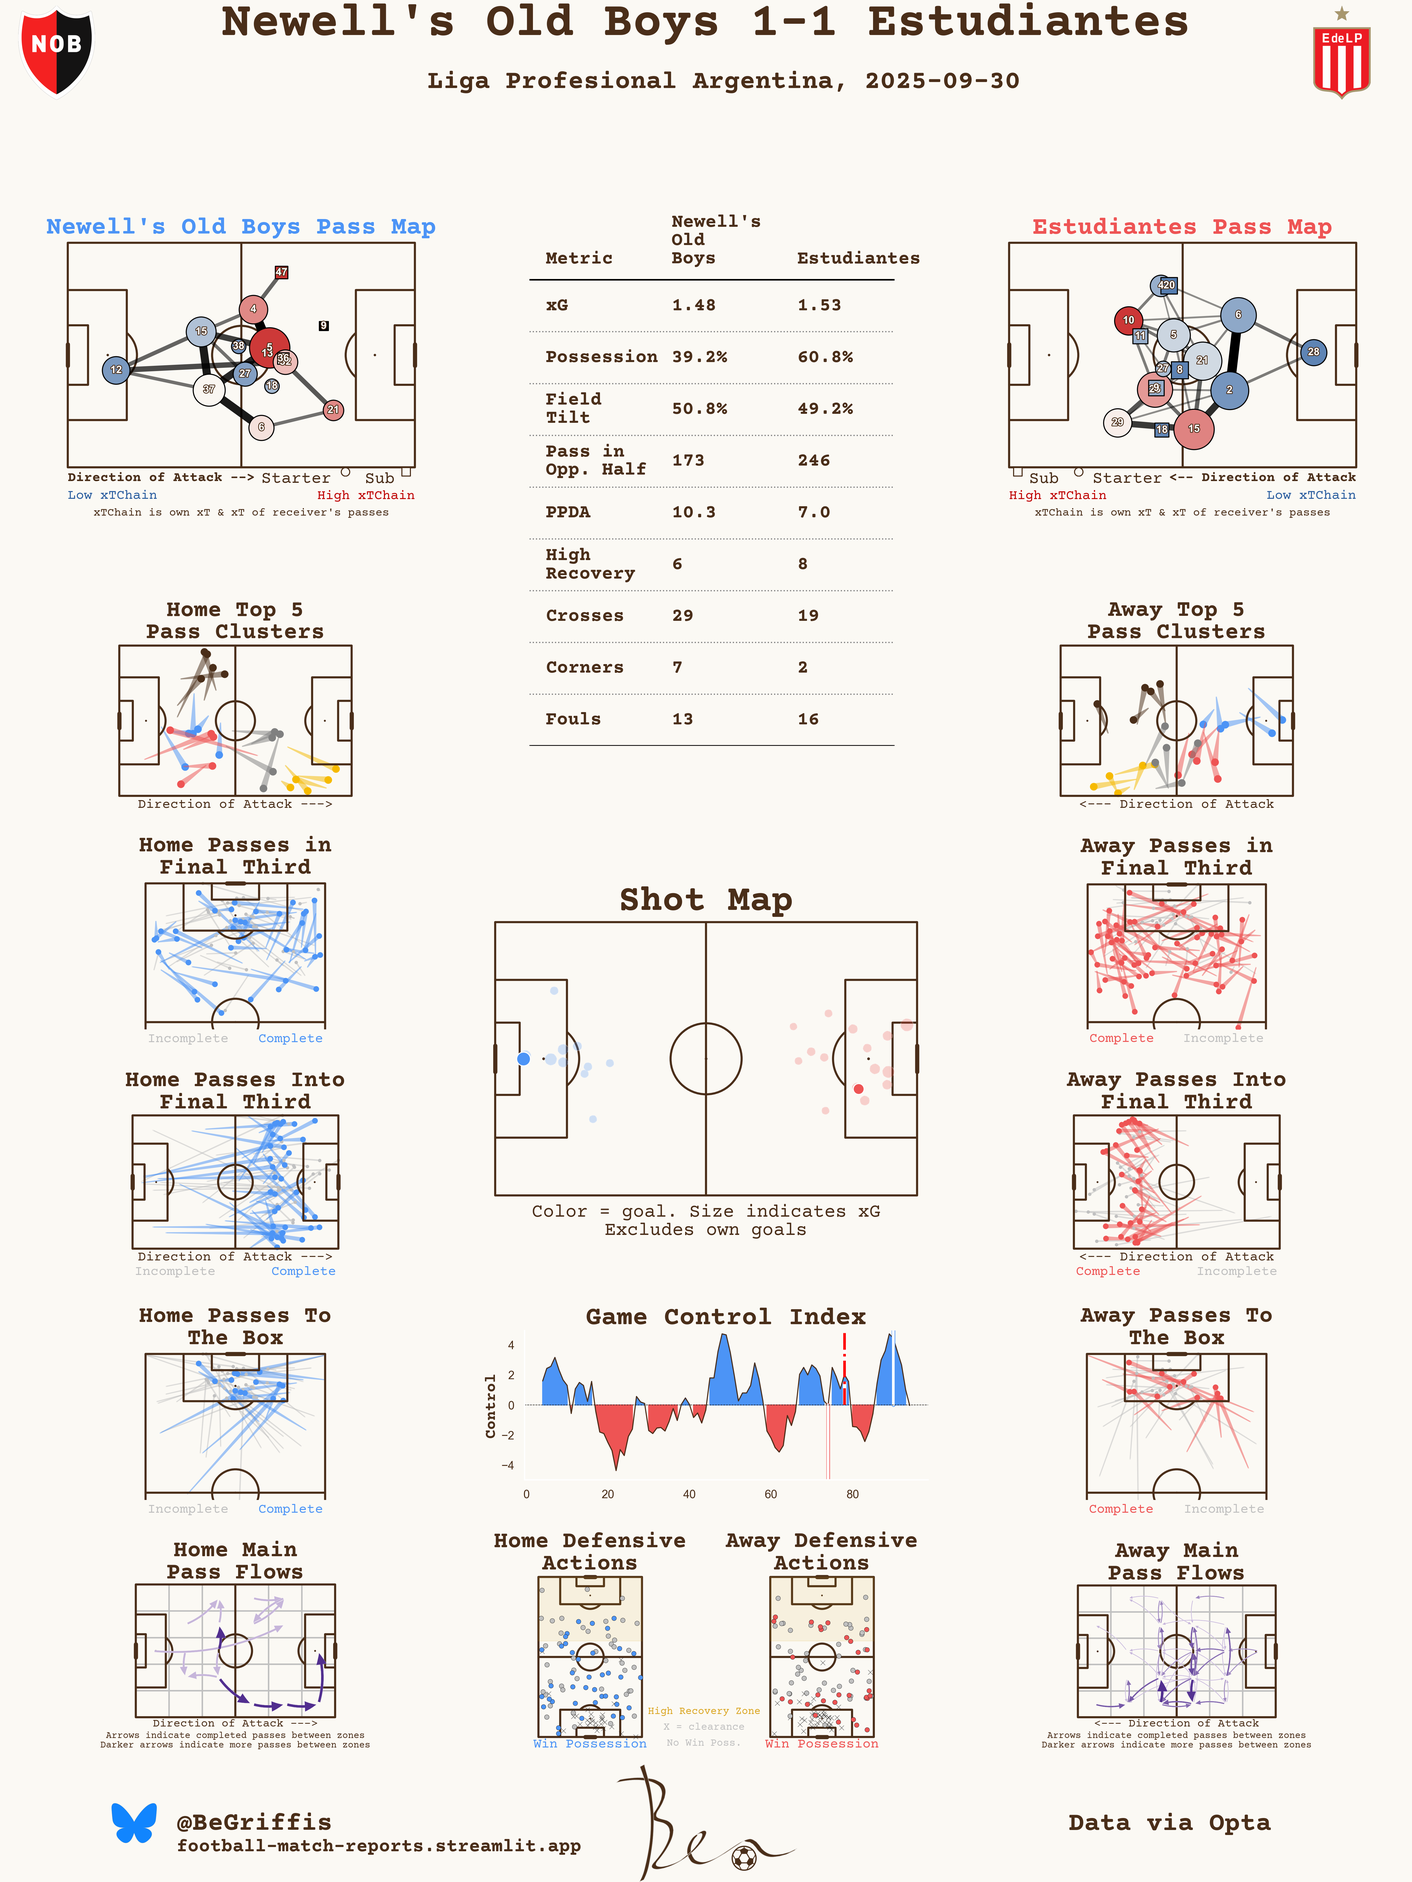 Newell's Old Boys 1-1 Estudiantes
Liga Profesional Argentina, 2025-09-30
NOB
EdeLP
Newell's Old Boys Pass Map
47
4
9
15
38
5
13
36
12
27
18
37
21
6
Direction of Attack --> Starter Sub
Low xTChain High xTChain
xTChain is own xT & xT of receiver's passes
Metric Newell's Old Boys Estudiantes
xG 1.48 1.53
Possession 39.2% 60.8%
Field Tilt 50.8% 49.2%
Pass in Opp. Half 173 246
PPDA 10.3 7.0
High Recovery 6 8
Crosses 29 19
Corners 7 2
Fouls 13 16
Estudiantes Pass Map
20
10
6
11
5
28
21
27
8
2
29
18
15
Sub Starter <-- Direction of Attack
High xTChain Low xTChain
xTChain is own xT & xT of receiver's passes
Home Top 5
Pass Clusters
Direction of Attack --->
Away Top 5
Pass Clusters
<--- Direction of Attack
Home Passes in
Final Third
Incomplete Complete
Away Passes in
Final Third
Complete Incomplete
Shot Map
Color = goal. Size indicates xG
Excludes own goals
Home Passes Into
Final Third
Direction of Attack --->
Incomplete Complete
Away Passes Into
Final Third
<--- Direction of Attack
Complete Incomplete
Home Passes To
The Box
Incomplete Complete
Game Control Index
Control
4
2
0
−2
−4
0 20 40 60 80
Away Passes To
The Box
Complete Incomplete
Home Main
Pass Flows
Direction of Attack --->
Arrows indicate completed passes between zones
Darker arrows indicate more passes between zones
Home Defensive
Actions
Win Possession
High Recovery Zone
X = clearance
No Win Poss.
Away Defensive
Actions
Win Possession
Away Main
Pass Flows
<--- Direction of Attack
Arrows indicate completed passes between zones
Darker arrows indicate more passes between zones
@BeGriffis
football-match-reports.streamlit.app
Ben
Data via Opta